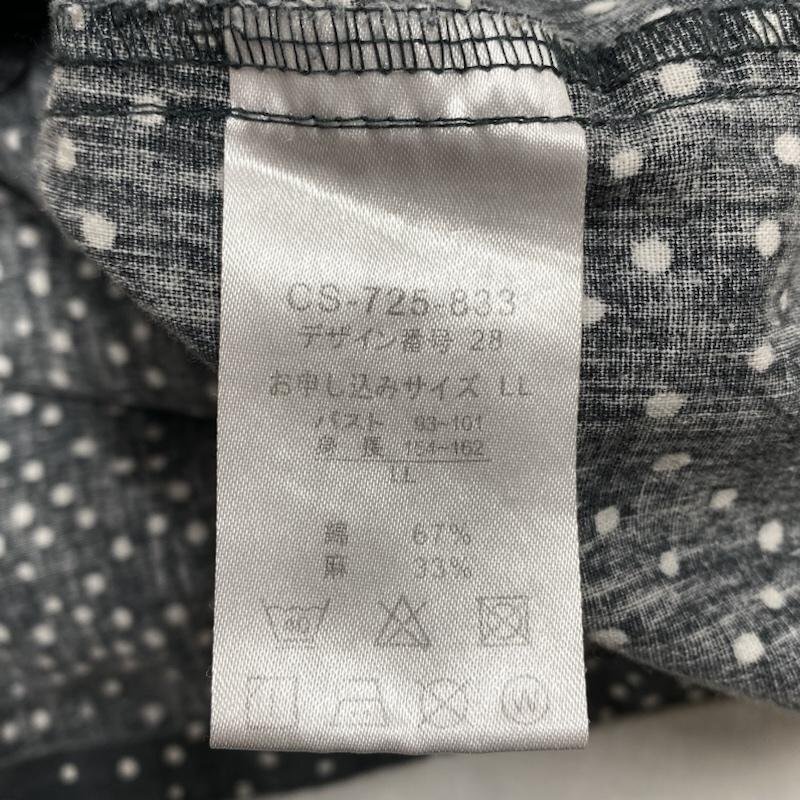 CS-725-833
デザイン番号 28
お申し込みサイズ LL
バスト 93-101
身長 154-162
LL
綿 67%
麻 33%
40
W